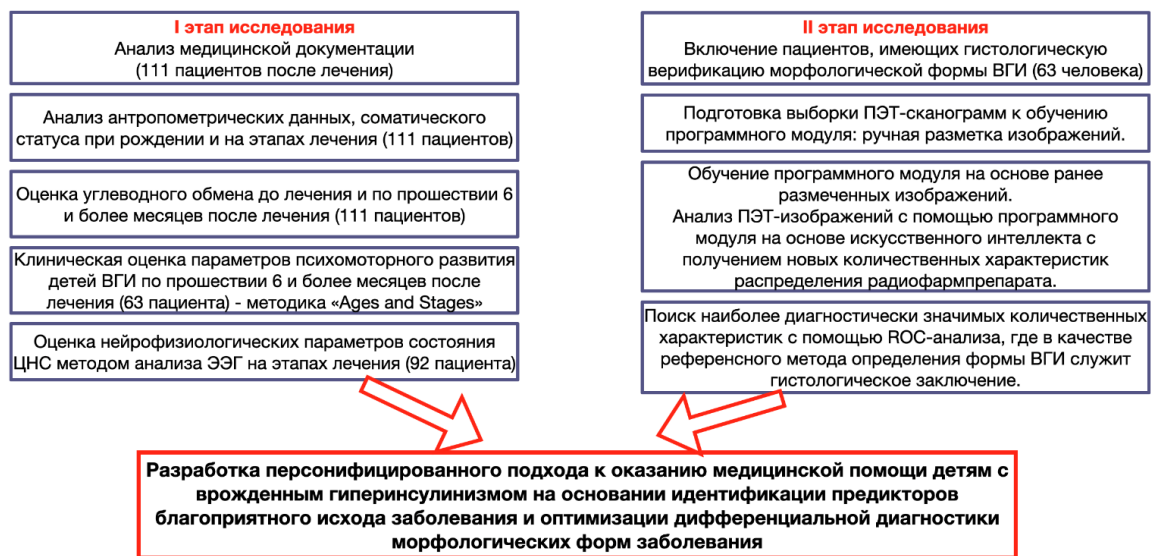 I этап исследования
Анализ медицинской документации
(111 пациентов после лечения)
Анализ антропометрических данных, соматического
статуса при рождении и на этапах лечения (111 пациентов)
Оценка углеводного обмена до лечения и по прошествии 6
и более месяцев после лечения (111 пациентов)
Клиническая оценка параметров психомоторного развития
детей ВГИ по прошествии 6 и более месяцев после
лечения (63 пациента) - методика «Ages and Stages»
Оценка нейрофизиологических параметров состояния
ЦНС методом анализа ЭЭГ на этапах лечения (92 пациента)
II этап исследования
Включение пациентов, имеющих гистологическую
верификацию морфологической формы ВГИ (63 человека)
Подготовка выборки ПЭТ-сканограмм к обучению
программного модуля: ручная разметка изображений.
Обучение программного модуля на основе ранее
размеченных изображений.
Анализ ПЭТ-изображений с помощью программного
модуля на основе искусственного интеллекта с
получением новых количественных характеристик
распределения радиофармпрепарата.
Поиск наиболее диагностически значимых количественных
характеристик с помощью ROC-анализа, где в качестве
референсного метода определения формы ВГИ служит
гистологическое заключение.
Разработка персонифицированного подхода к оказанию медицинской помощи детям с
врожденным гиперинсулинизмом на основании идентификации предикторов
благоприятного исхода заболевания и оптимизации дифференциальной диагностики
морфологических форм заболевания